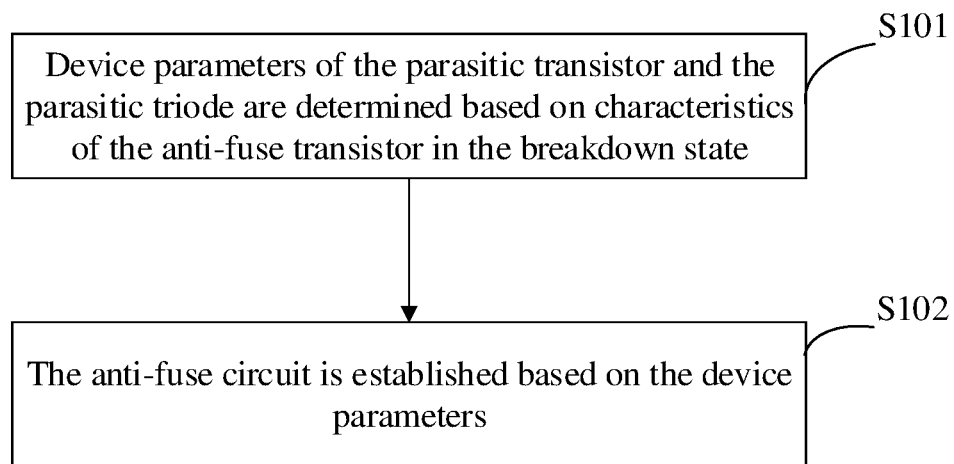 S101
Device parameters of the parasitic transistor and the
parasitic triode are determined based on characteristics
of the anti-fuse transistor in the breakdown state
S102
The anti-fuse circuit is established based on the device
parameters